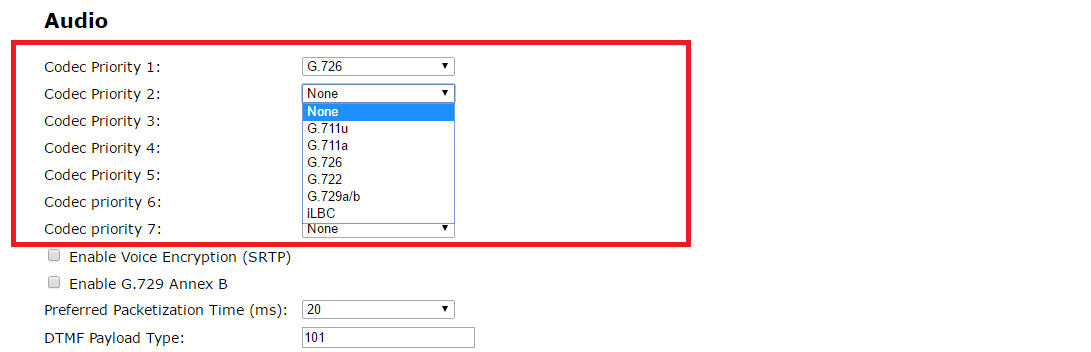 Audio
Codec Priority 1: G.726
Codec Priority 2: None
None
Codec Priority 3: G.711u
G.711a
Codec Priority 4: G.726
Codec Priority 5: G.722
G.729a/b
Codec priority 6: iLBC
Codec priority 7: None
Enable Voice Encryption (SRTP)
Enable G.729 Annex B
Preferred Packetization Time (ms): 20
DTMF Payload Type: 101